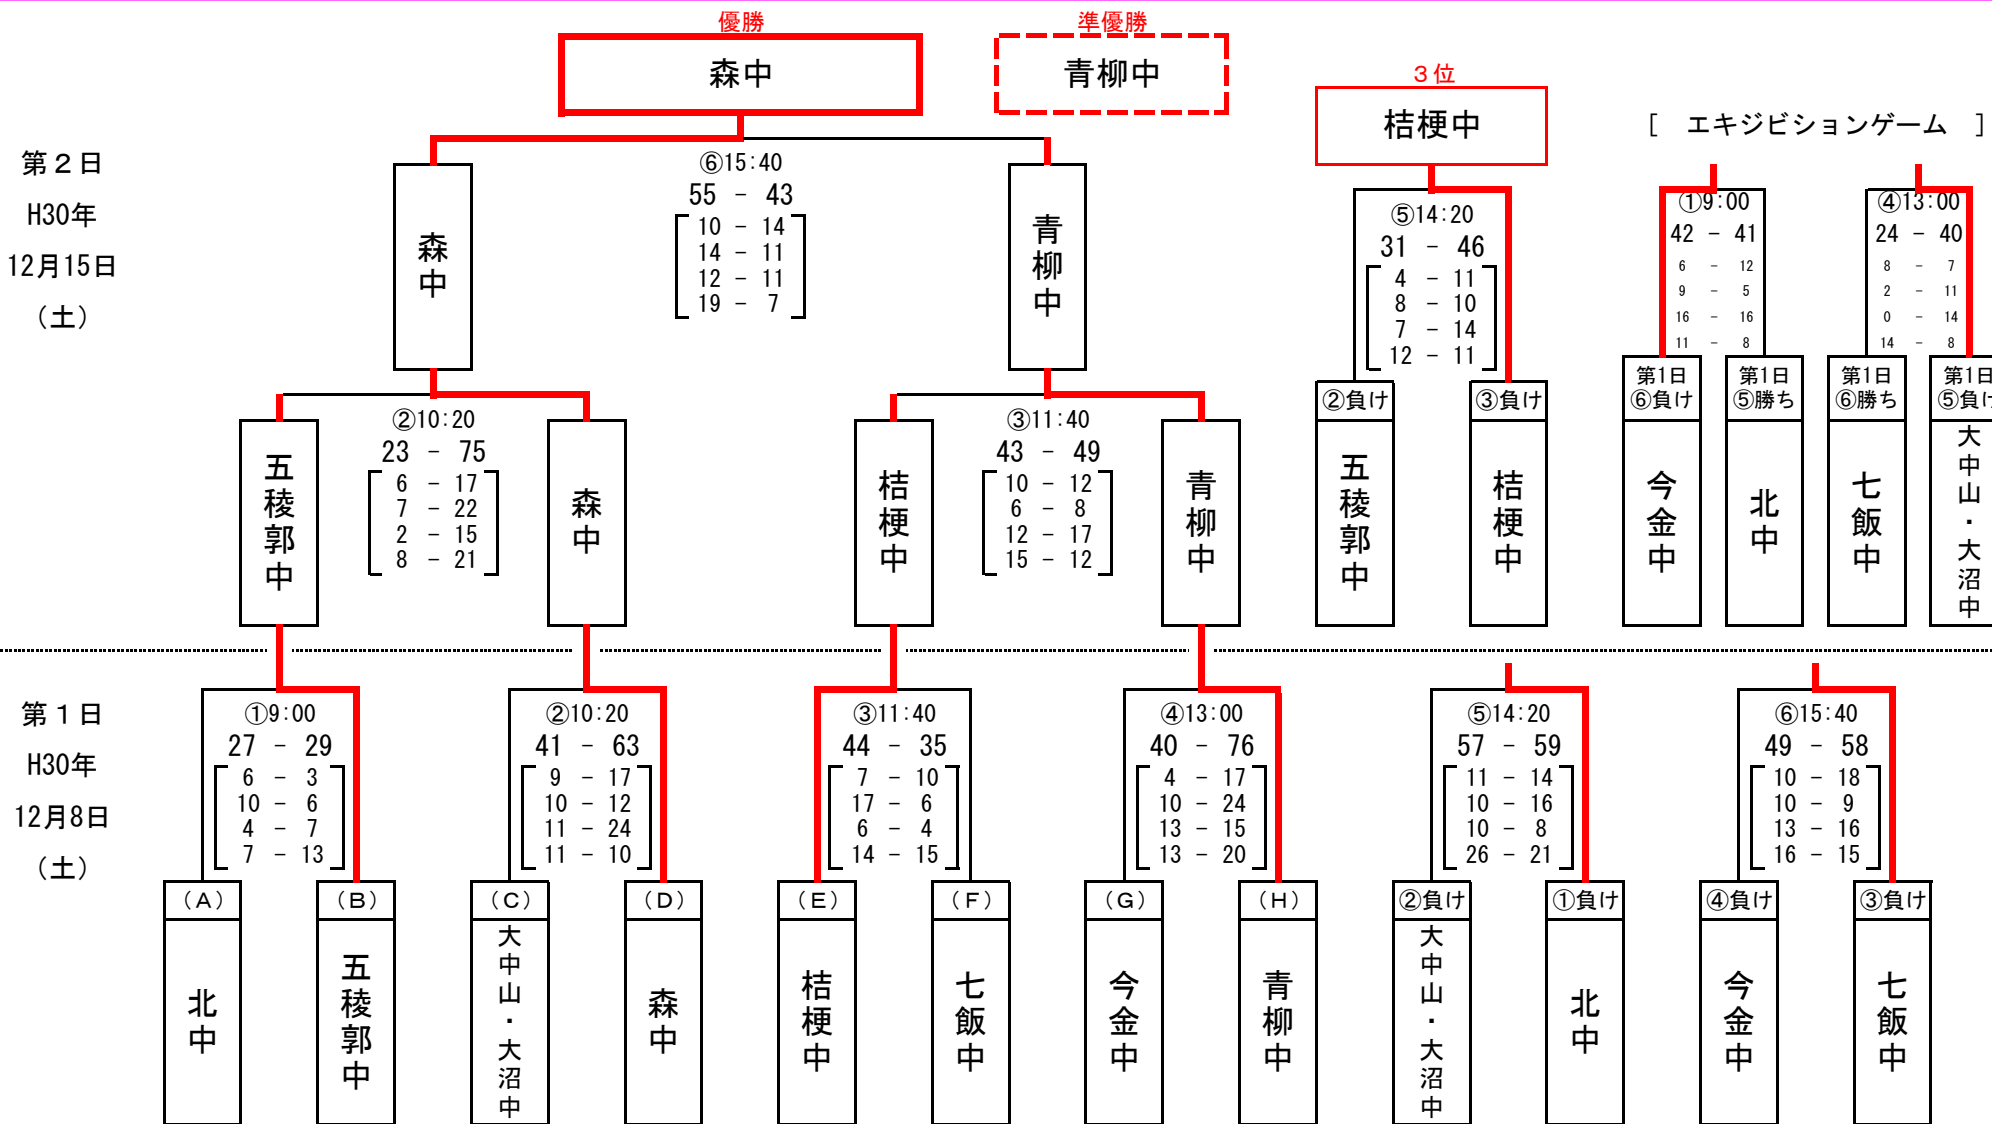 優勝
森中
準優勝
青柳中
３位
桔梗中
[ エキジビションゲーム ]
第２日
H30年
12月15日
（土）
森中
⑥15:40
55 － 43
10 － 14
14 － 11
12 － 11
19 － 7
青柳中
⑤14:20
31 － 46
4 － 11
8 － 10
7 － 14
12 － 11
①9:00
42 － 41
6 － 12
9 － 5
16 － 16
11 － 8
④13:00
24 － 40
8 － 7
2 － 11
0 － 14
14 － 8
②負け
五稜郭中
③負け
桔梗中
第1日
⑥負け
今金中
第1日
⑤勝ち
北中
第1日
⑥勝ち
七飯中
第1日
⑤負け
大中山・大沼中
五稜郭中
②10:20
23 － 75
6 － 17
7 － 22
2 － 15
8 － 21
森中
桔梗中
③11:40
43 － 49
10 － 12
6 － 8
12 － 17
15 － 12
青柳中
第１日
H30年
12月8日
（土）
①9:00
27 － 29
6 － 3
10 － 6
4 － 7
7 － 13
②10:20
41 － 63
9 － 17
10 － 12
11 － 24
11 － 10
③11:40
44 － 35
7 － 10
17 － 6
6 － 4
14 － 15
④13:00
40 － 76
4 － 17
10 － 24
13 － 15
13 － 20
⑤14:20
57 － 59
11 － 14
10 － 16
10 － 8
26 － 21
⑥15:40
49 － 58
10 － 18
10 － 9
13 － 16
16 － 15
（A）
北中
（B）
五稜郭中
（C）
大中山・大沼中
（D）
森中
（E）
桔梗中
（F）
七飯中
（G）
今金中
（H）
青柳中
②負け
大中山・大沼中
①負け
北中
④負け
今金中
③負け
七飯中